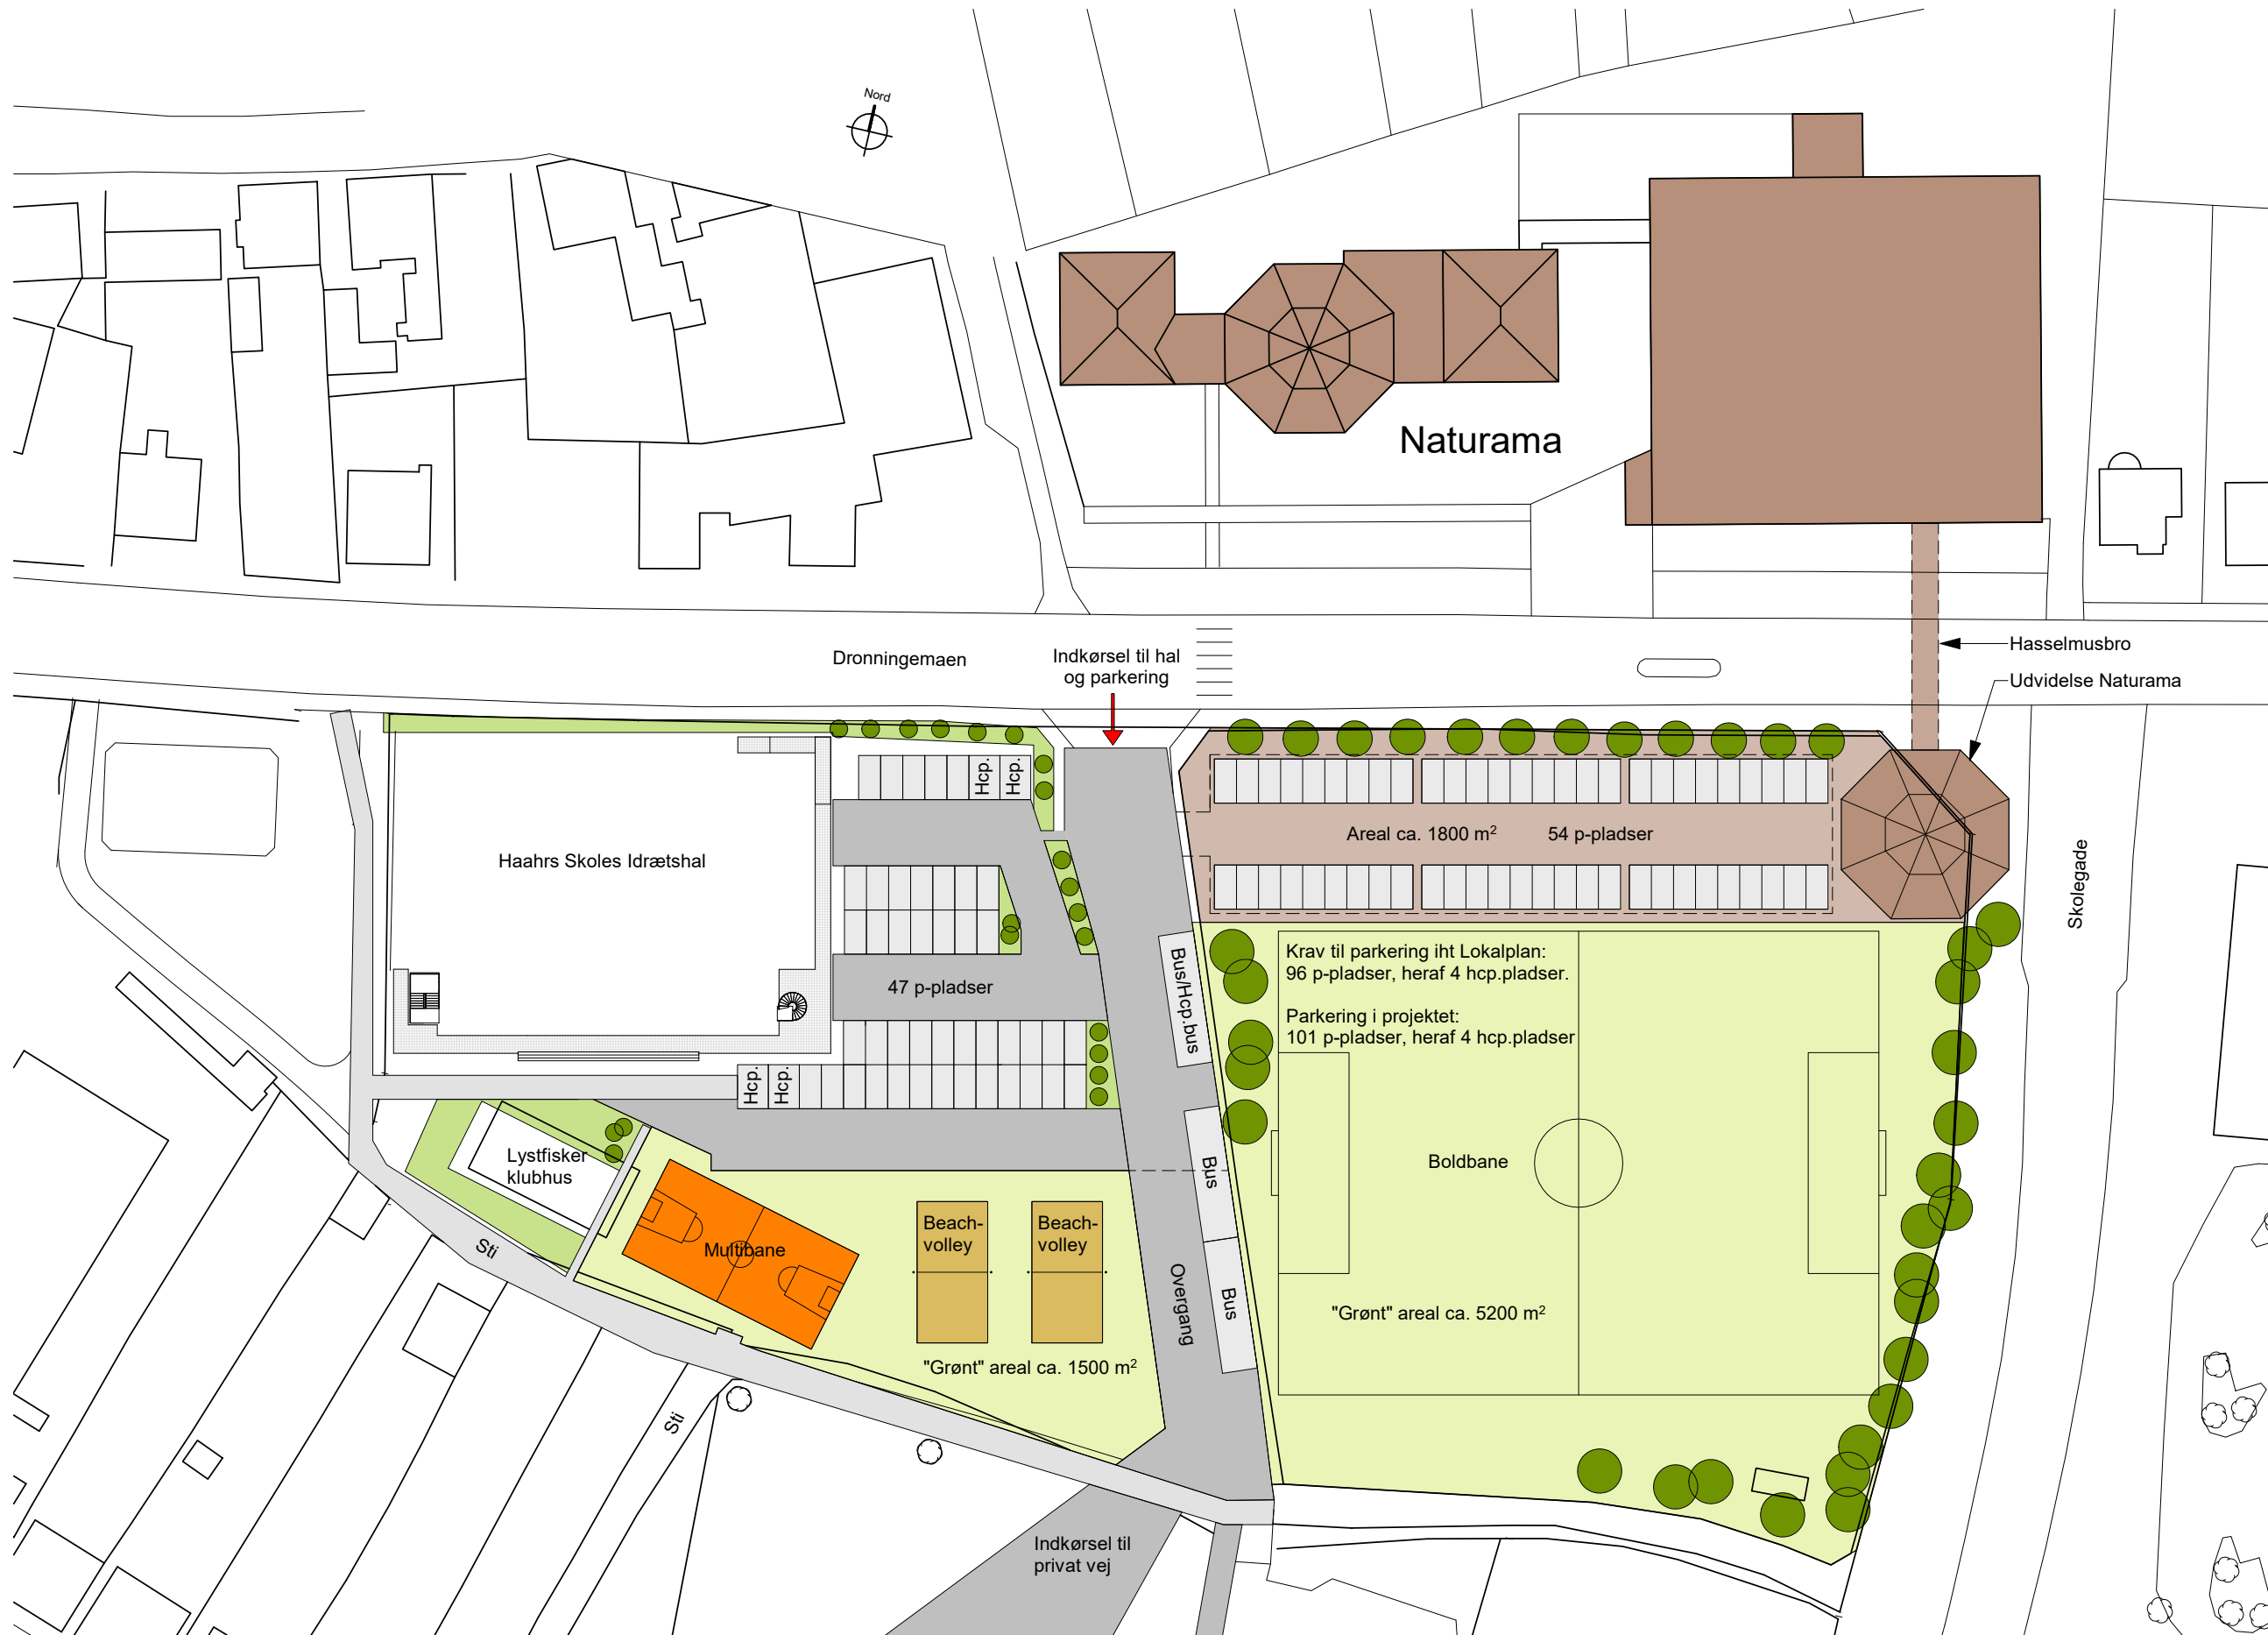 Nord
Naturama
Dronningemaen
Indkørsel til hal
og parkering
Hasselmusbro
Udvidelse Naturama
Hcp.
Hcp.
Areal ca. 1800 m²
54 p-pladser
Haahrs Skoles Idrætshal
Skolegade
47 p-pladser
Bus/Hcp.bus
Krav til parkering iht Lokalplan:
96 p-pladser, heraf 4 hcp.pladser.
Parkering i projektet:
101 p-pladser, heraf 4 hcp.pladser
Hcp.
Hcp.
Lystfisker
klubhus
Bus
Boldbane
Sti
Multibane
Beach-
volley
Beach-
volley
Overgang
Bus
"Grønt" areal ca. 5200 m²
"Grønt" areal ca. 1500 m²
Sti
Indkørsel til
privat vej